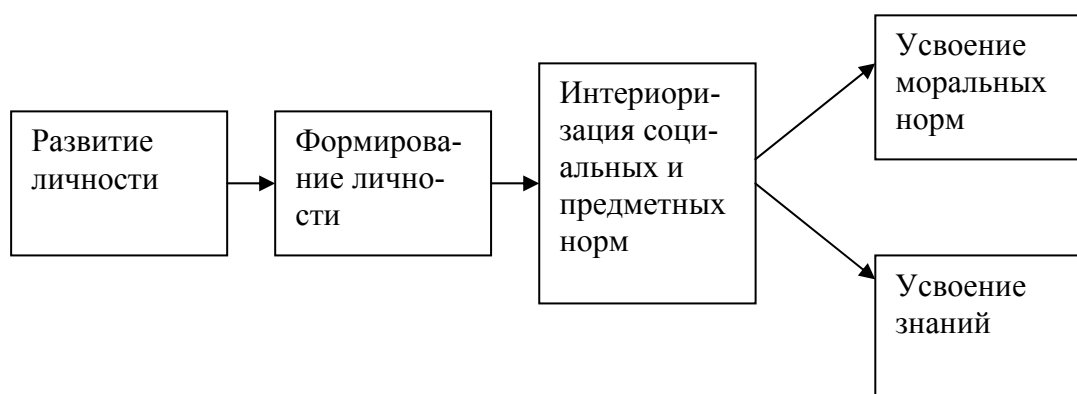 Развитие
личности
Формирова-
ние лично-
сти
Интериори-
зация соци-
альных и
предметных
норм
Усвоение
моральных
норм
Усвоение
знаний